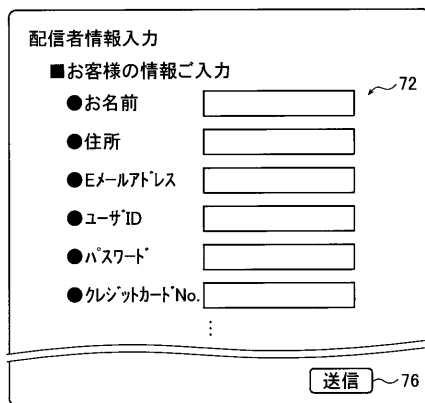 配信者情報入力
■お客様の情報ご入力
72
●お名前
●住所
●Eメールアドレス
●ユーザID
●パスワード
●クレジットカードNo.
⋮
送信 76